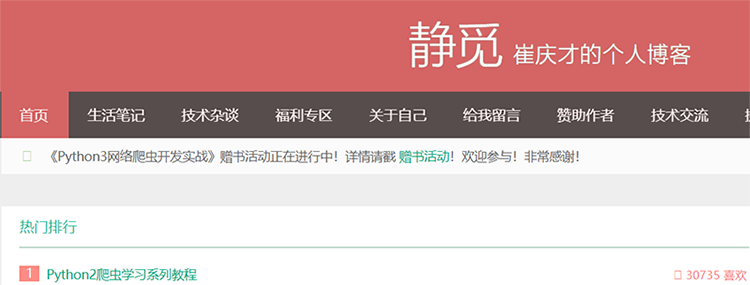 静觅 崔庆才的个人博客
首页 生活笔记 技术杂谈 福利专区 关于自己 给我留言 赞助作者 技术交流
《Python3网络爬虫开发实战》赠书活动正在进行中!详情请戳 赠书活动!欢迎参与!非常感谢!
热门排行
1 Python2爬虫学习系列教程 30735 喜欢